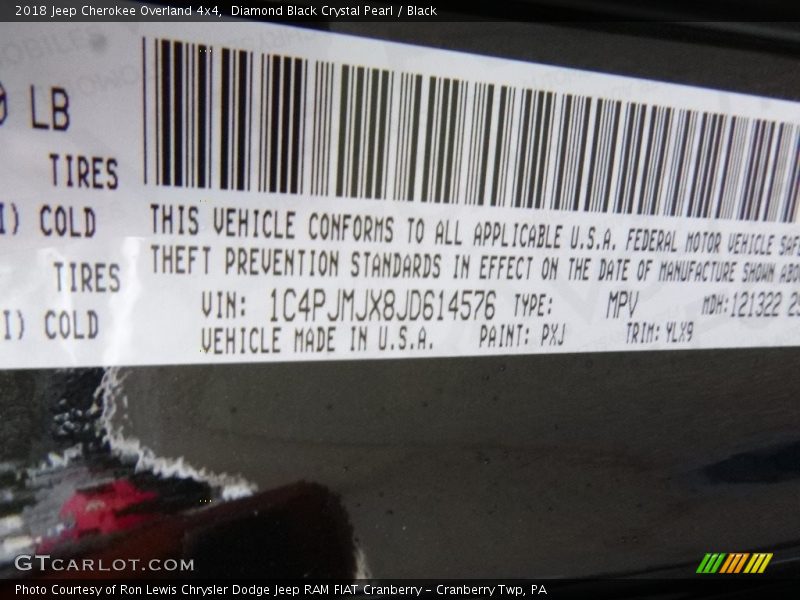 2018 Jeep Cherokee Overland 4x4, Diamond Black Crystal Pearl / Black
LB
TIRES
I) COLD
TIRES
I) COLD
THIS VEHICLE CONFORMS TO ALL APPLICABLE U.S.A. FEDERAL MOTOR VEHICLE SAFE
THEFT PREVENTION STANDARDS IN EFFECT ON THE DATE OF MANUFACTURE SHOWN ABO
VIN: 1C4PJMJX8JD614576 TYPE: MPV MDH:121322 25
VEHICLE MADE IN U.S.A. PAINT: PXJ TRIM: YLX9
GTCARLOT.COM
Photo Courtesy of Ron Lewis Chrysler Dodge Jeep RAM FIAT Cranberry – Cranberry Twp, PA